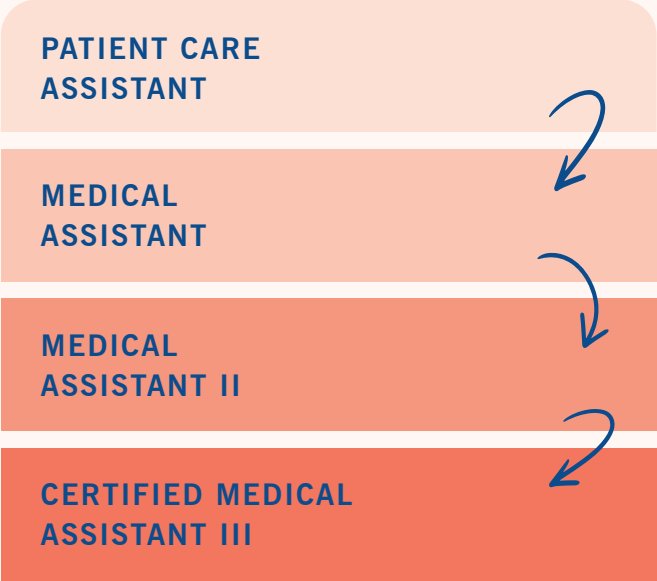 PATIENT CARE
ASSISTANT
MEDICAL
ASSISTANT
MEDICAL
ASSISTANT II
CERTIFIED MEDICAL
ASSISTANT III